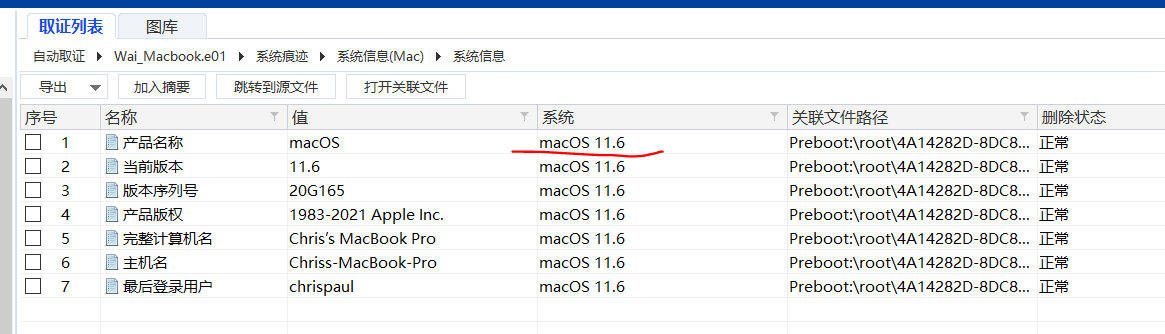 取证列表 图库
自动取证 Wai_Macbook.e01 系统痕迹 系统信息(Mac) 系统信息
导出 加入摘要 跳转到源文件 打开关联文件
序号 名称 值 系统 关联文件路径 删除状态
1 产品名称 macOS macOS 11.6 Preboot:\root\4A14282D-8DC8... 正常
2 当前版本 11.6 macOS 11.6 Preboot:\root\4A14282D-8DC8... 正常
3 版本序列号 20G165 macOS 11.6 Preboot:\root\4A14282D-8DC8... 正常
4 产品版权 1983-2021 Apple Inc. macOS 11.6 Preboot:\root\4A14282D-8DC8... 正常
5 完整计算机名 Chris’s MacBook Pro macOS 11.6 Preboot:\root\4A14282D-8DC8... 正常
6 主机名 Chriss-MacBook-Pro macOS 11.6 Preboot:\root\4A14282D-8DC8... 正常
7 最后登录用户 chrispaul macOS 11.6 Preboot:\root\4A14282D-8DC8... 正常